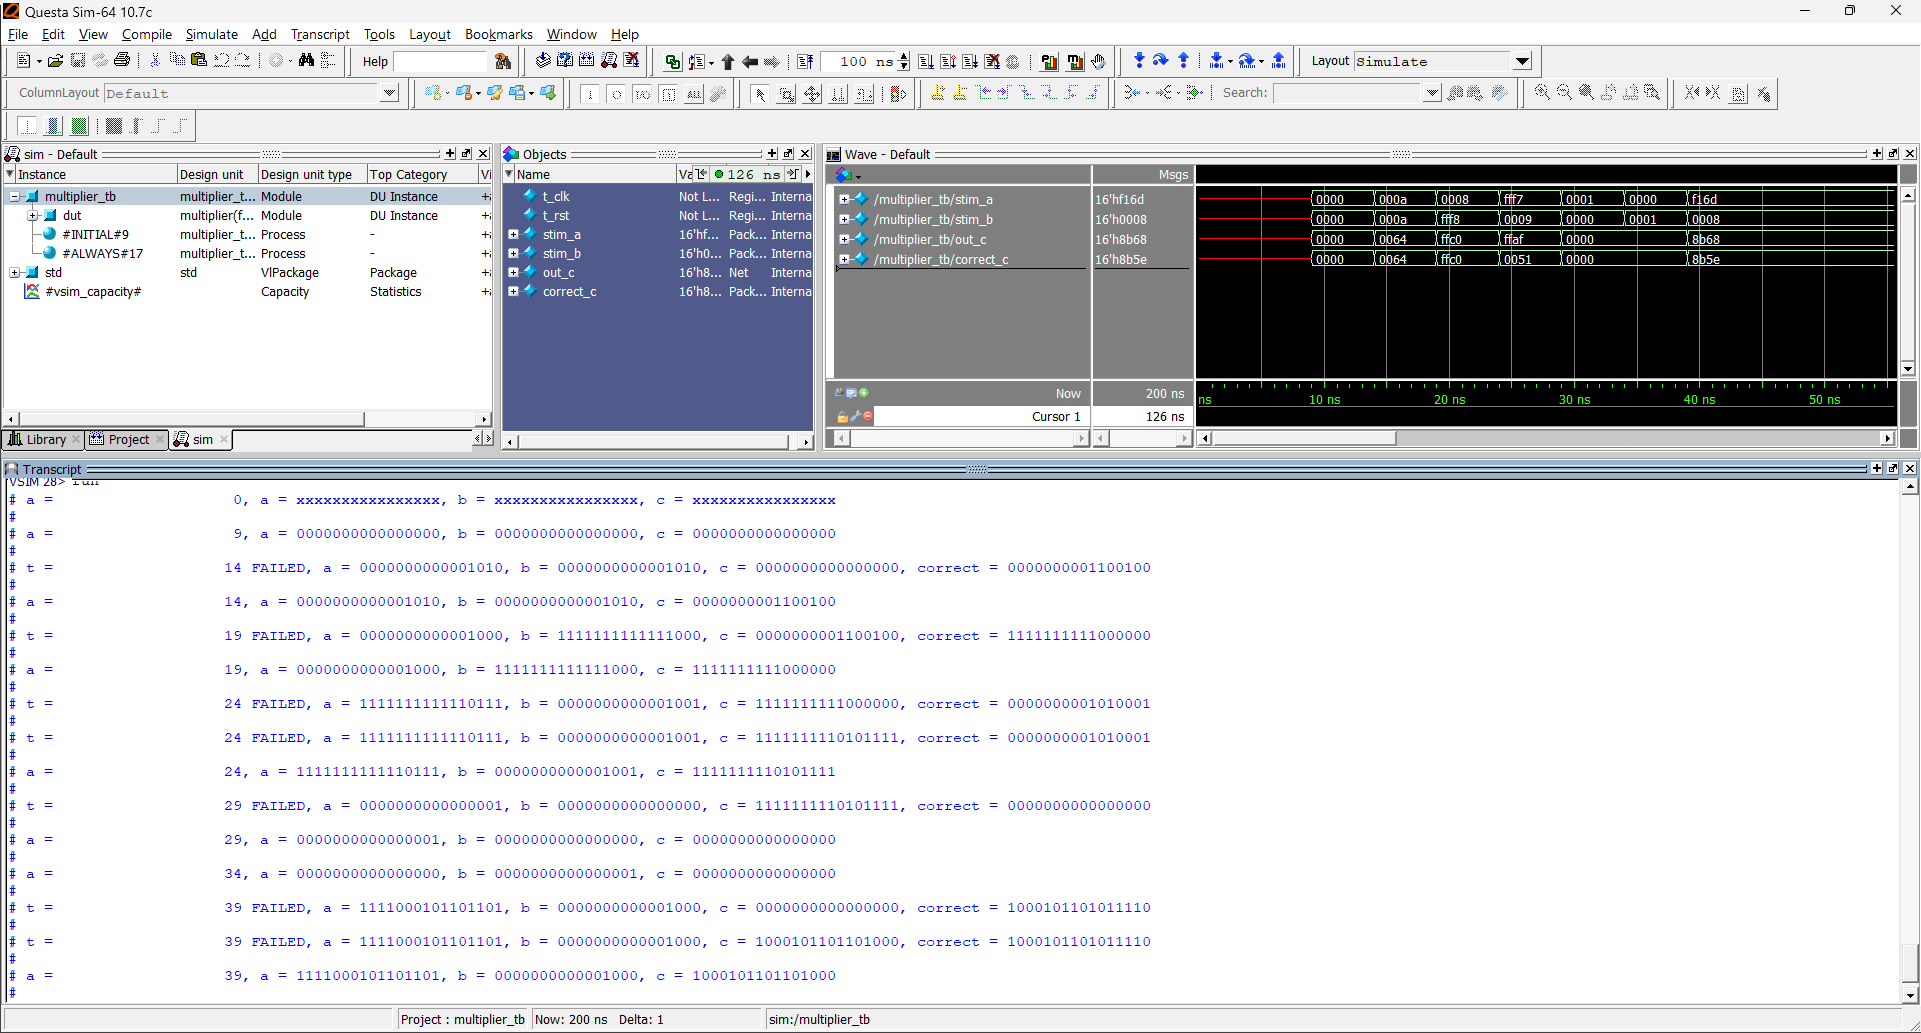 Questa Sim-64 10.7c
File Edit View Compile Simulate Add Transcript Tools Layout Bookmarks Window Help
Help 100 ns Layout Simulate
ColumnLayout Default Search:
sim - Default
Instance Design unit Design unit type Top Category Vi
multiplier_tb multiplier_t... Module DU Instance
dut multiplier(f... Module DU Instance
#INITIAL#9 multiplier_t... Process -
#ALWAYS#17 multiplier_t... Process -
std std VlPackage Package
#vsim_capacity# Capacity Statistics
Library Project sim
Objects
Name 126 ns
t_clk Not L... Regi... Interna
t_rst Not L... Regi... Interna
stim_a 16'hf... Pack... Interna
stim_b 16'h0... Pack... Interna
out_c 16'h8... Net Interna
correct_c 16'h8... Pack... Interna
Wave - Default
Msgs
/multiplier_tb/stim_a 16'hf16d 0000 000a 0008 fff7 0001 0000 f16d
/multiplier_tb/stim_b 16'h0008 0000 000a fff8 0009 0000 0001 0008
/multiplier_tb/out_c 16'h8b68 0000 0064 ffc0 ffaf 0000 8b68
/multiplier_tb/correct_c 16'h8b5e 0000 0064 ffc0 0051 0000 8b5e
Now 200 ns ns 10 ns 20 ns 30 ns 40 ns 50 ns
Cursor 1 126 ns
Transcript
VSIM 28> run
# a = 0, a = xxxxxxxxxxxxxxxx, b = xxxxxxxxxxxxxxxx, c = xxxxxxxxxxxxxxxx
#
# a = 9, a = 0000000000000000, b = 0000000000000000, c = 0000000000000000
#
# t = 14 FAILED, a = 0000000000001010, b = 0000000000001010, c = 0000000000000000, correct = 0000000001100100
#
# a = 14, a = 0000000000001010, b = 0000000000001010, c = 0000000001100100
#
# t = 19 FAILED, a = 0000000000001000, b = 1111111111111000, c = 0000000001100100, correct = 1111111111000000
#
# a = 19, a = 0000000000001000, b = 1111111111111000, c = 1111111111000000
#
# t = 24 FAILED, a = 1111111111110111, b = 0000000000001001, c = 1111111111000000, correct = 0000000001010001
#
# t = 24 FAILED, a = 1111111111110111, b = 0000000000001001, c = 1111111110101111, correct = 0000000001010001
#
# a = 24, a = 1111111111110111, b = 0000000000001001, c = 1111111110101111
#
# t = 29 FAILED, a = 0000000000000001, b = 0000000000000000, c = 1111111110101111, correct = 0000000000000000
#
# a = 29, a = 0000000000000001, b = 0000000000000000, c = 0000000000000000
#
# a = 34, a = 0000000000000000, b = 0000000000000001, c = 0000000000000000
#
# t = 39 FAILED, a = 1111000101101101, b = 0000000000001000, c = 0000000000000000, correct = 1000101101011110
#
# t = 39 FAILED, a = 1111000101101101, b = 0000000000001000, c = 1000101101101000, correct = 1000101101011110
#
# a = 39, a = 1111000101101101, b = 0000000000001000, c = 1000101101101000
#
Project : multiplier_tb Now: 200 ns Delta: 1 sim:/multiplier_tb